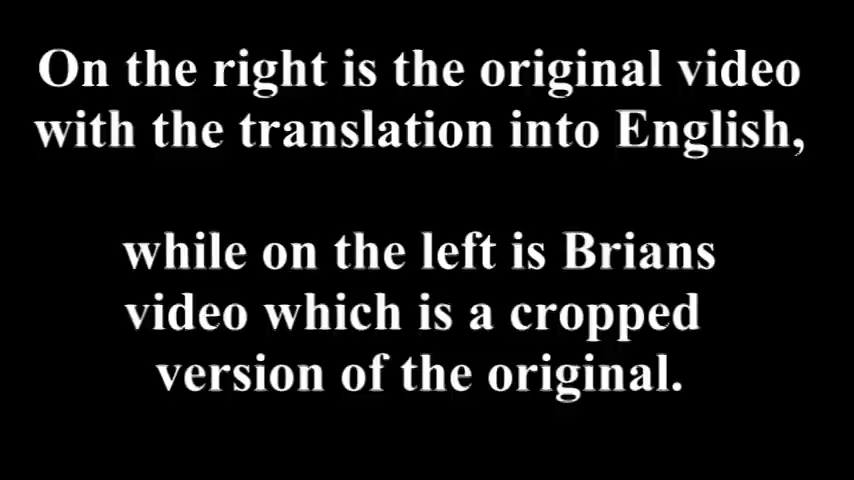 On the right is the original video
with the translation into English,
while on the left is Brians
video which is a cropped
version of the original.